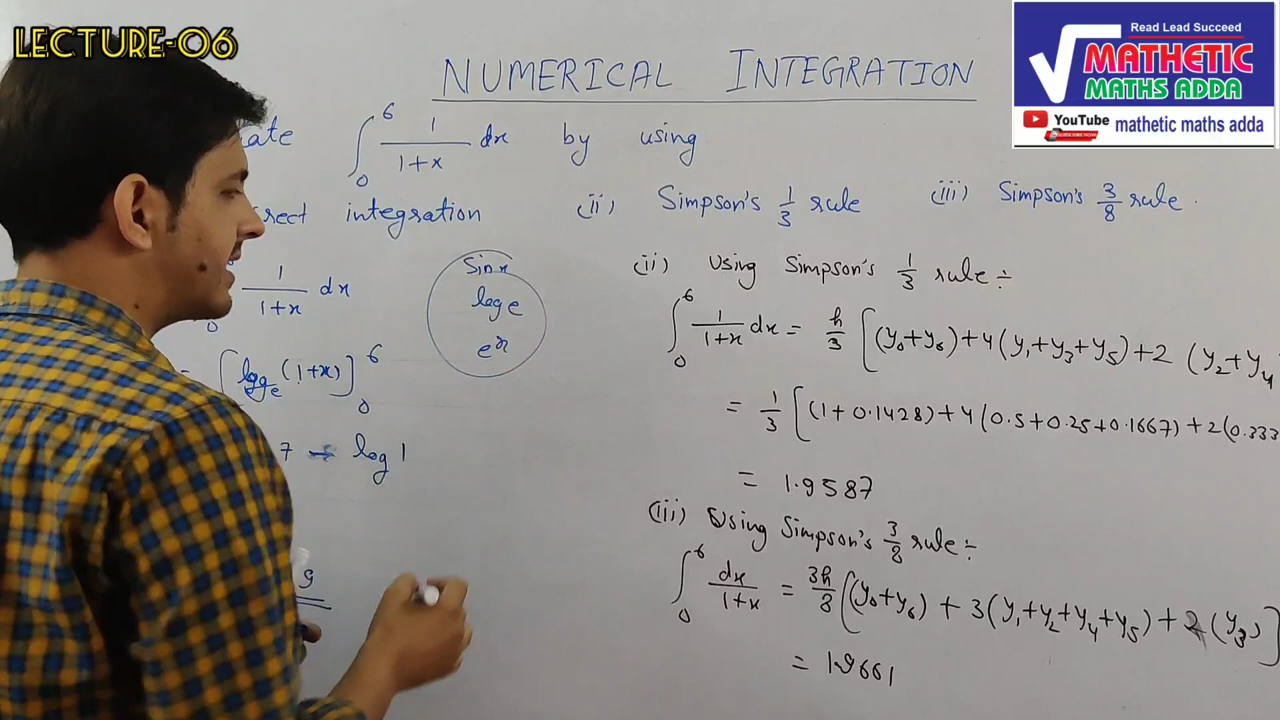 LECTURE-06
Read Lead Succeed
MATHETIC
MATHS ADDA
YouTube mathetic maths adda
SUBSCRIBE NOW
NUMERICAL INTEGRATION
∫₀⁶ 1/(1+x) dx by using
integration (ii) Simpson's 1/3 rule (iii) Simpson's 3/8 rule.
1/(1+x) dx
= [logₑ(1+x)]₀⁶
7 - log 1
9
Sinx
log e
eˣ
(ii) Using Simpson's 1/3 rule ÷
∫₀⁶ 1/(1+x) dx = h/3 [(y₀+y₆)+4(y₁+y₃+y₅)+2(y₂+y₄
= 1/3 [(1+0.1428)+4(0.5+0.25+0.1667)+2(0.333
= 1.9587
(iii) Using Simpson's 3/8 rule ÷
∫₀⁶ dx/(1+x) = 3h/8 [(y₀+y₆)+3(y₁+y₂+y₄+y₅)+2(y₃)]
= 1.9661